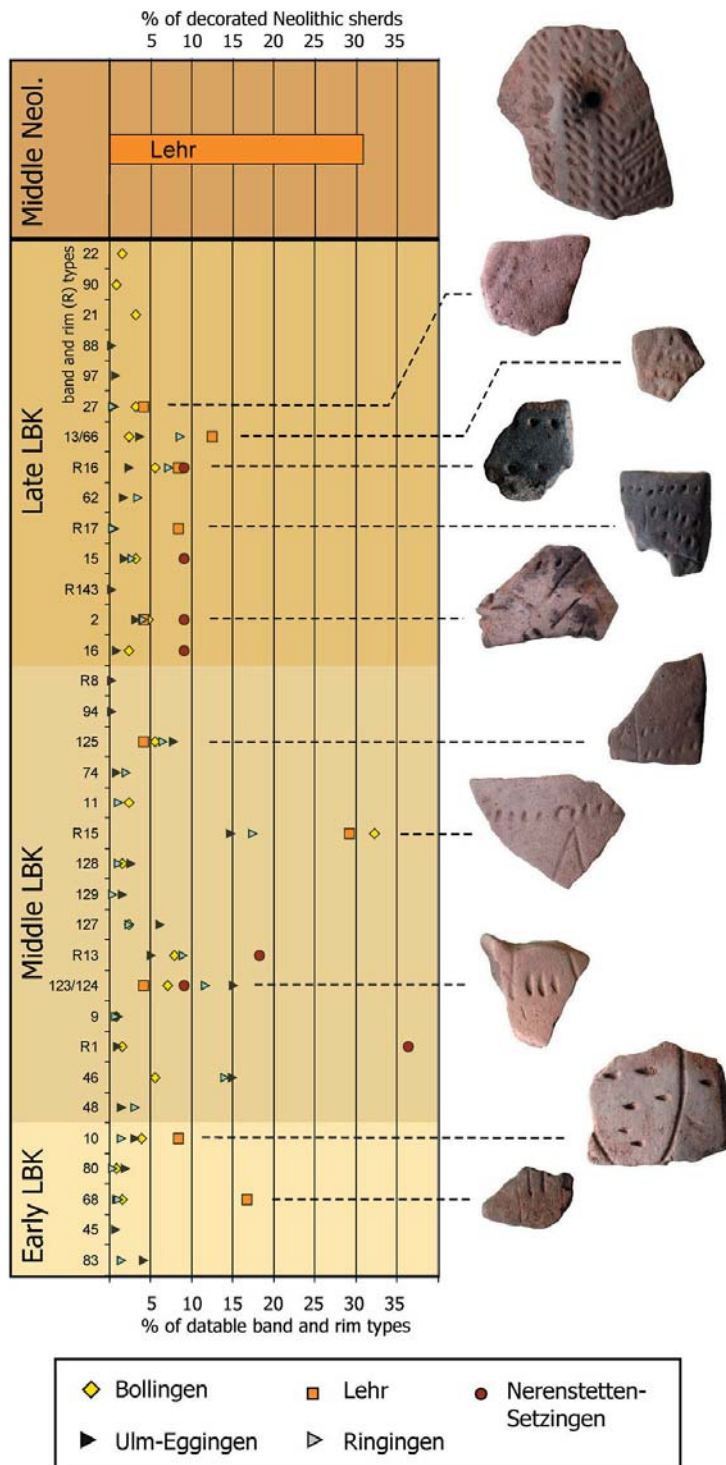 % of decorated Neolithic sherds
5 10 15 20 25 30 35
Middle Neol.
Lehr
band and rim (R) types
Late LBK
22
90
21
88
97
27
13/66
R16
62
R17
15
R143
2
16
Middle LBK
R8
94
125
74
11
R15
128
129
127
R13
123/124
9
R1
46
48
Early LBK
10
80
68
45
83
5 10 15 20 25 30 35
% of datable band and rim types
Bollingen Lehr Nerenstetten-
Setzingen
Ulm-Eggingen Ringingen